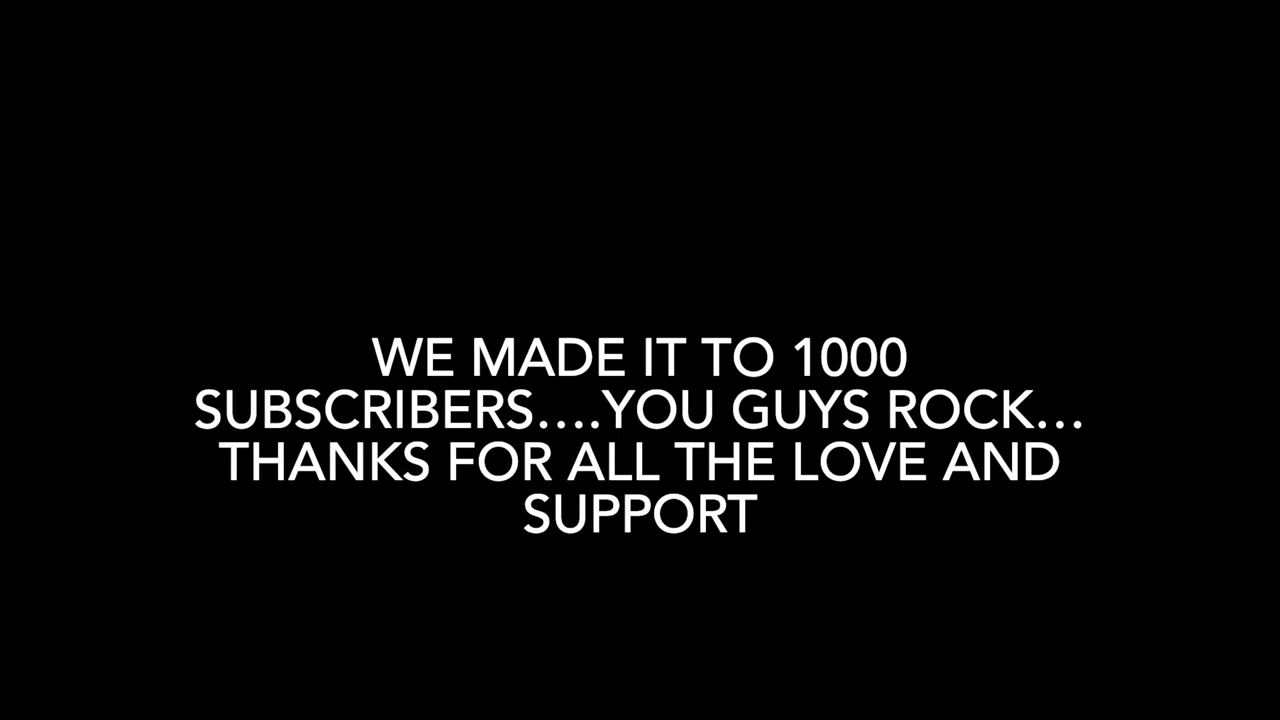 WE MADE IT TO 1000
SUBSCRIBERS....YOU GUYS ROCK...
THANKS FOR ALL THE LOVE AND
SUPPORT